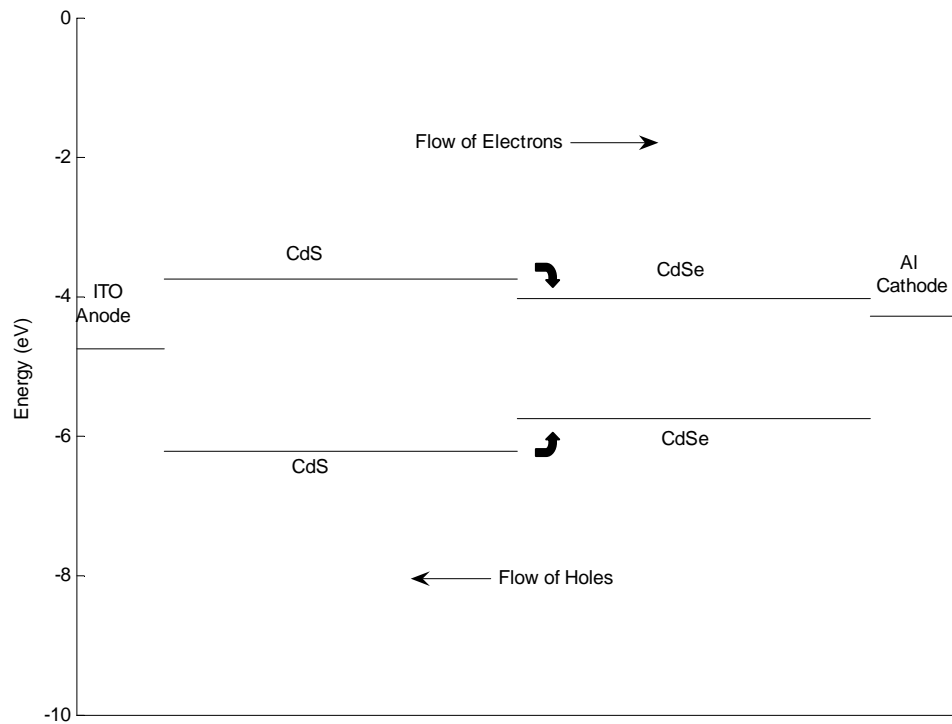 0
Flow of Electrons
-2
CdS
CdSe
Al
Cathode
-4
ITO
Anode
Energy (eV)
-6
CdSe
CdS
-8
Flow of Holes
-10